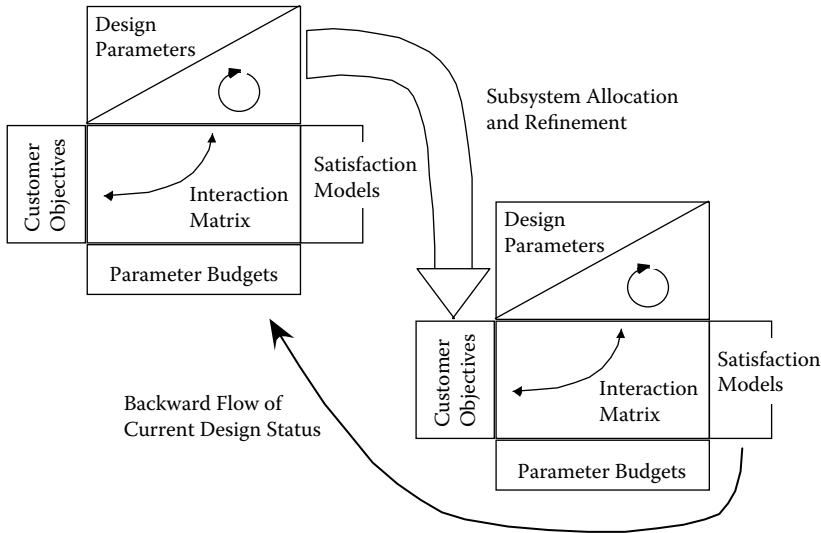 Design
Parameters
Customer
Objectives
Interaction
Matrix
Satisfaction
Models
Parameter Budgets
Subsystem Allocation
and Refinement
Design
Parameters
Customer
Objectives
Interaction
Matrix
Satisfaction
Models
Parameter Budgets
Backward Flow of
Current Design Status